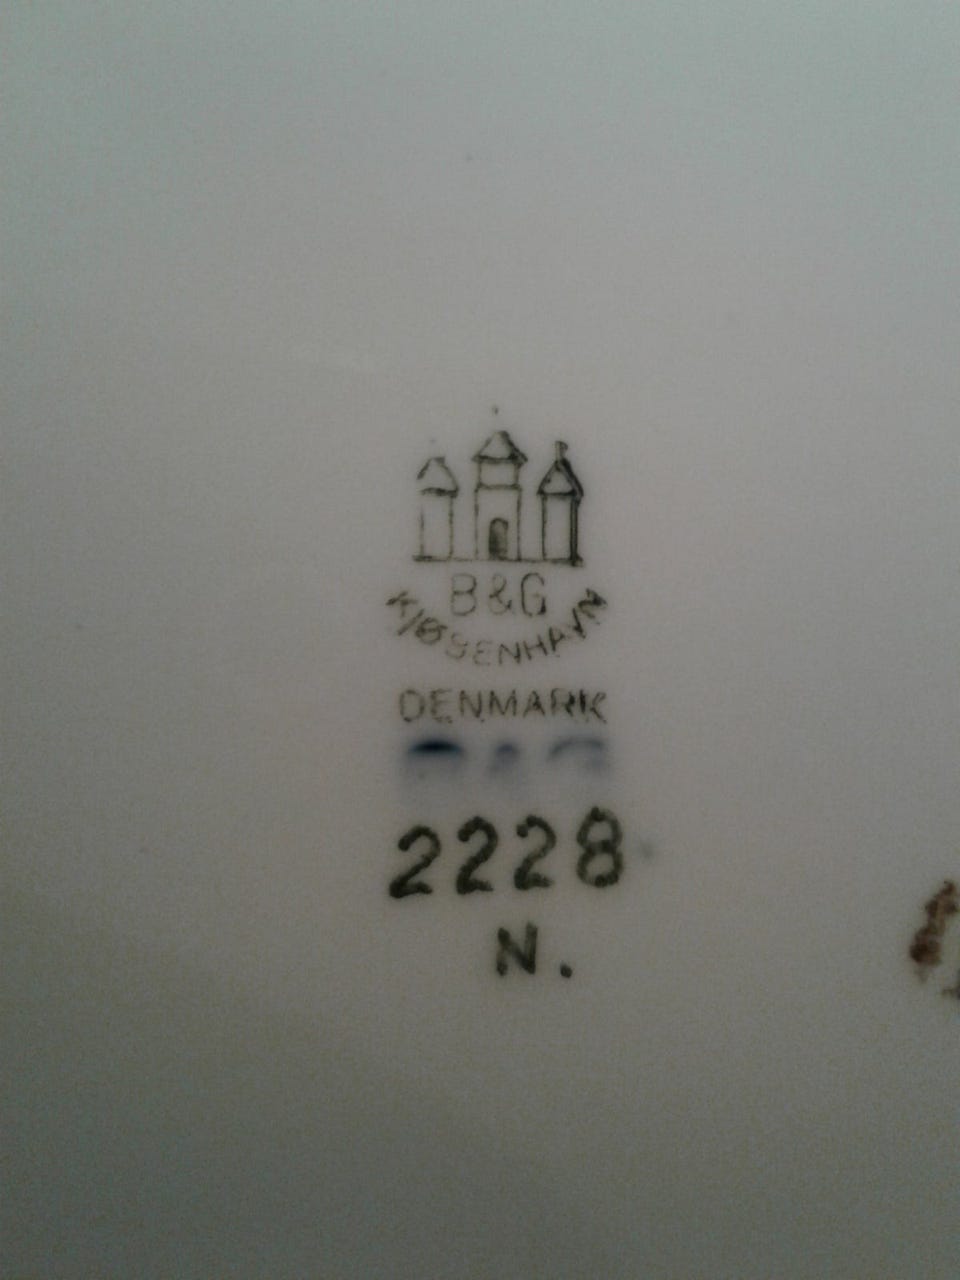 B&G
KJØBENHAVN
DENMARK
2228
N.